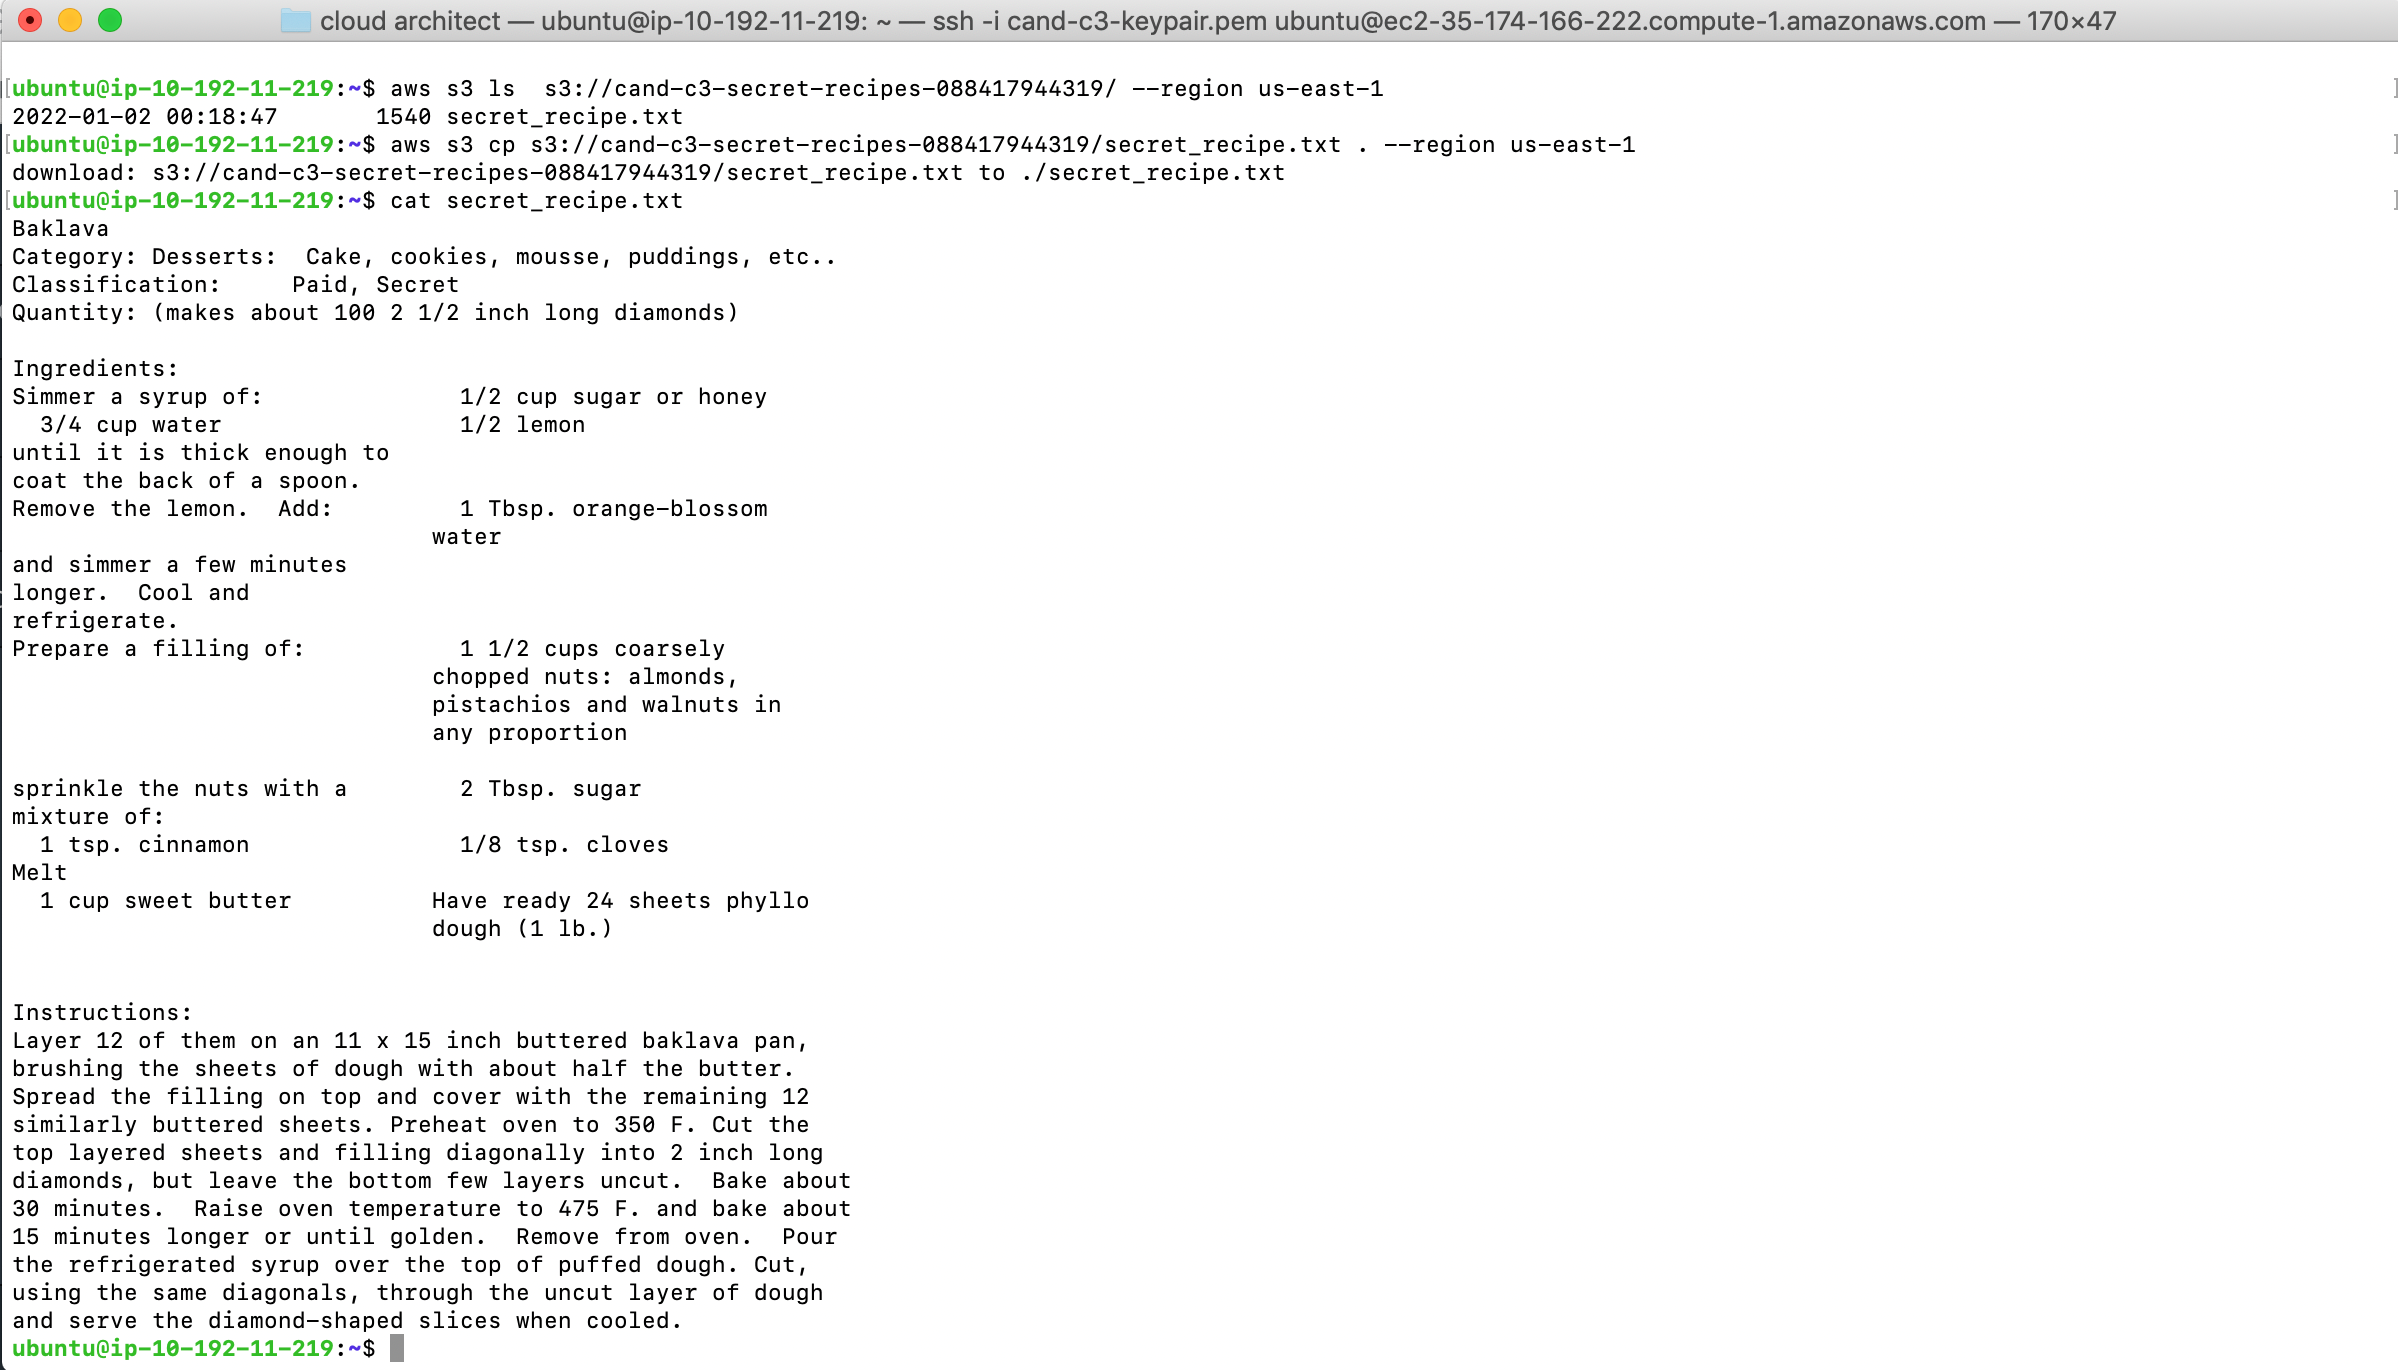 cloud architect — ubuntu@ip-10-192-11-219: ~ — ssh -i cand-c3-keypair.pem ubuntu@ec2-35-174-166-222.compute-1.amazonaws.com — 170×47
[ubuntu@ip-10-192-11-219:~$ aws s3 ls  s3://cand-c3-secret-recipes-088417944319/ --region us-east-1 ]
2022-01-02 00:18:47       1540 secret_recipe.txt
[ubuntu@ip-10-192-11-219:~$ aws s3 cp s3://cand-c3-secret-recipes-088417944319/secret_recipe.txt . --region us-east-1 ]
download: s3://cand-c3-secret-recipes-088417944319/secret_recipe.txt to ./secret_recipe.txt
[ubuntu@ip-10-192-11-219:~$ cat secret_recipe.txt ]
Baklava
Category: Desserts:  Cake, cookies, mousse, puddings, etc..
Classification:     Paid, Secret
Quantity: (makes about 100 2 1/2 inch long diamonds)

Ingredients:
Simmer a syrup of:              1/2 cup sugar or honey
  3/4 cup water                 1/2 lemon
until it is thick enough to
coat the back of a spoon.
Remove the lemon.  Add:         1 Tbsp. orange-blossom
                              water
and simmer a few minutes
longer.  Cool and
refrigerate.
Prepare a filling of:           1 1/2 cups coarsely
                              chopped nuts: almonds,
                              pistachios and walnuts in
                              any proportion

sprinkle the nuts with a        2 Tbsp. sugar
mixture of:
  1 tsp. cinnamon               1/8 tsp. cloves
Melt
  1 cup sweet butter          Have ready 24 sheets phyllo
                              dough (1 lb.)

Instructions:
Layer 12 of them on an 11 x 15 inch buttered baklava pan,
brushing the sheets of dough with about half the butter.
Spread the filling on top and cover with the remaining 12
similarly buttered sheets. Preheat oven to 350 F. Cut the
top layered sheets and filling diagonally into 2 inch long
diamonds, but leave the bottom few layers uncut.  Bake about
30 minutes.  Raise oven temperature to 475 F. and bake about
15 minutes longer or until golden.  Remove from oven.  Pour
the refrigerated syrup over the top of puffed dough. Cut,
using the same diagonals, through the uncut layer of dough
and serve the diamond-shaped slices when cooled.
ubuntu@ip-10-192-11-219:~$